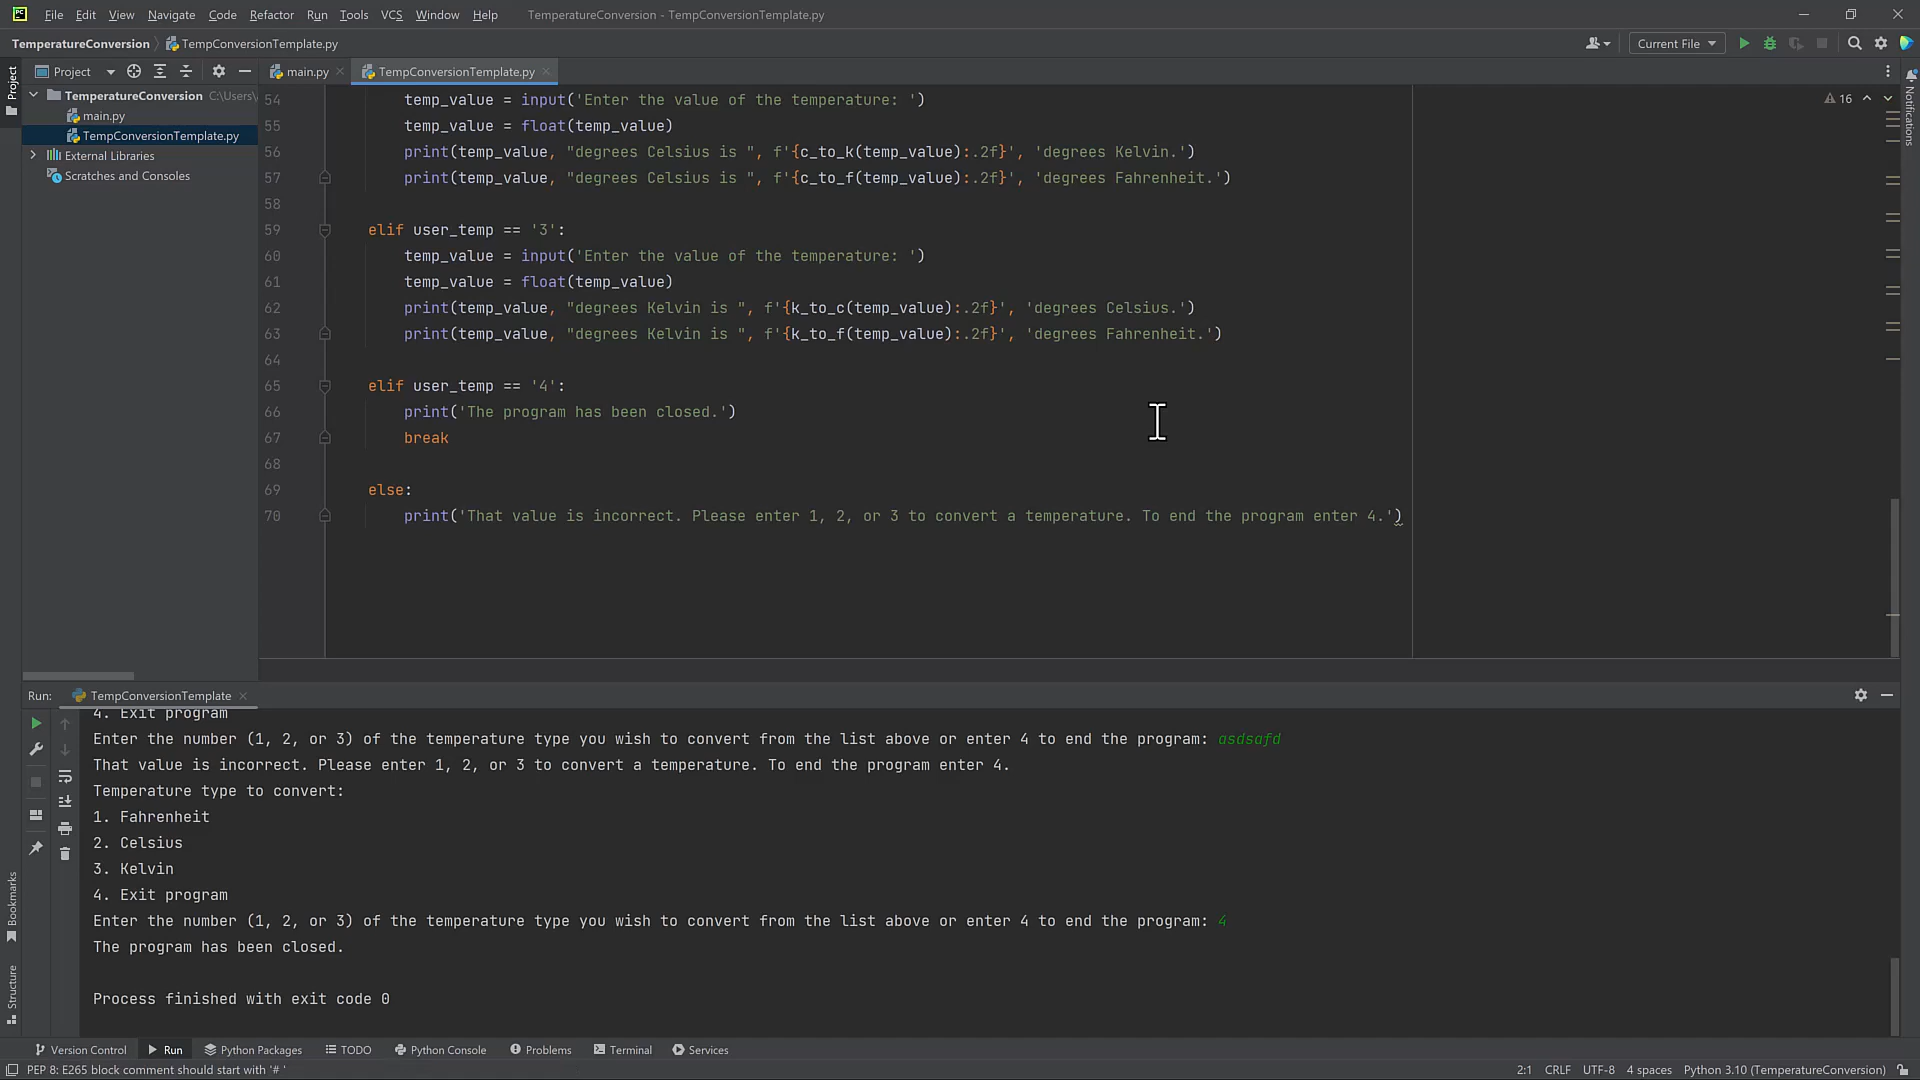 PC File Edit View Navigate Code Refactor Run Tools VCS Window Help TemperatureConversion - TempConversionTemplate.py
TemperatureConversion TempConversionTemplate.py Current File
Project main.py TempConversionTemplate.py
Project
TemperatureConversion C:\Users\
main.py
TempConversionTemplate.py
External Libraries
Scratches and Consoles
16
Notifications
54 temp_value = input('Enter the value of the temperature: ')
55 temp_value = float(temp_value)
56 print(temp_value, "degrees Celsius is ", f'{c_to_k(temp_value):.2f}', 'degrees Kelvin.')
57 print(temp_value, "degrees Celsius is ", f'{c_to_f(temp_value):.2f}', 'degrees Fahrenheit.')
58
59 elif user_temp == '3':
60 temp_value = input('Enter the value of the temperature: ')
61 temp_value = float(temp_value)
62 print(temp_value, "degrees Kelvin is ", f'{k_to_c(temp_value):.2f}', 'degrees Celsius.')
63 print(temp_value, "degrees Kelvin is ", f'{k_to_f(temp_value):.2f}', 'degrees Fahrenheit.')
64
65 elif user_temp == '4':
66 print('The program has been closed.')
67 break
68
69 else:
70 print('That value is incorrect. Please enter 1, 2, or 3 to convert a temperature. To end the program enter 4.')
Run: TempConversionTemplate
4. Exit program
Enter the number (1, 2, or 3) of the temperature type you wish to convert from the list above or enter 4 to end the program: asdsafd
That value is incorrect. Please enter 1, 2, or 3 to convert a temperature. To end the program enter 4.
Temperature type to convert:
1. Fahrenheit
2. Celsius
3. Kelvin
4. Exit program
Enter the number (1, 2, or 3) of the temperature type you wish to convert from the list above or enter 4 to end the program: 4
The program has been closed.
Process finished with exit code 0
Bookmarks
Structure
Version Control Run Python Packages TODO Python Console Problems Terminal Services
PEP 8: E265 block comment should start with '# ' 2:1 CRLF UTF-8 4 spaces Python 3.10 (TemperatureConversion)